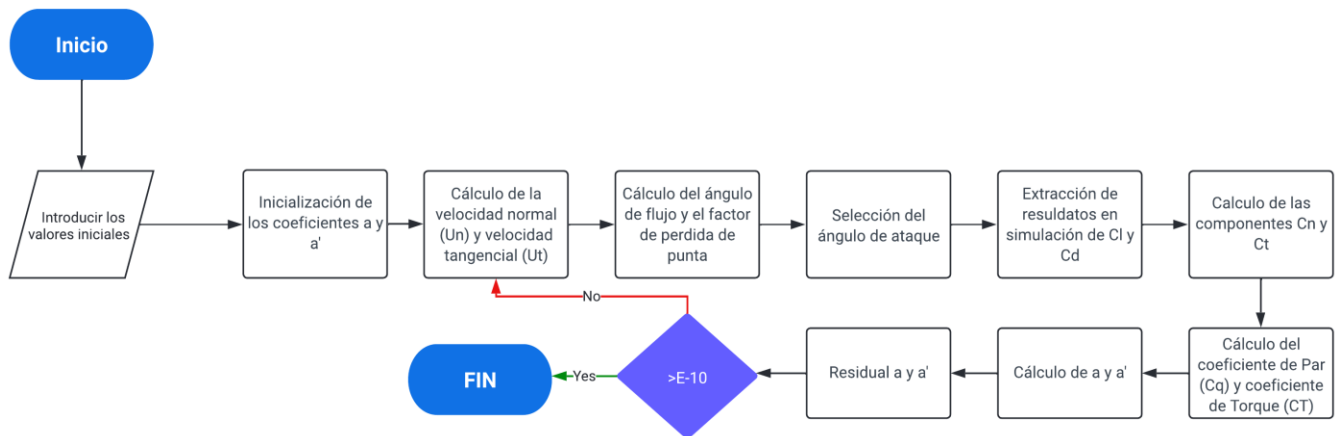 Inicio
Introducir los
valores iniciales
Inicialización de
los coeficientes a y
a'
Cálculo de la
velocidad normal
(Un) y velocidad
tangencial (Ut)
Cálculo del ángulo
de flujo y el factor
de perdida de
punta
Selección del
ángulo de ataque
Extracción de
resuldatos en
simulación de Cl y
Cd
Calculo de las
componentes Cn y
Ct
Cálculo del
coeficiente de Par
(Cq) y coeficiente
de Torque (CT)
Cálculo de a y a'
Residual a y a'
>E-10
No
Yes
FIN